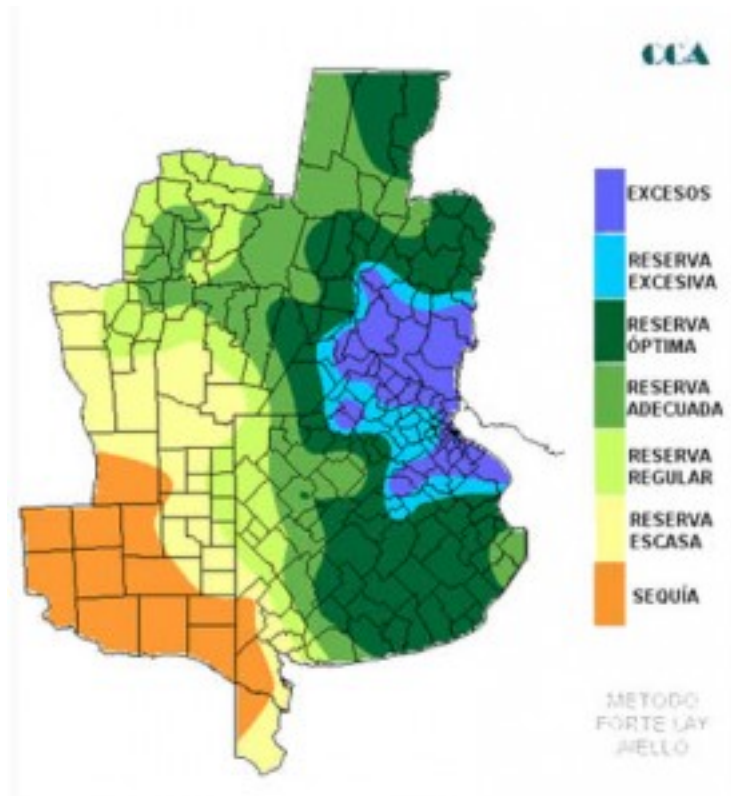 CCA
EXCESOS
RESERVA
EXCESIVA
RESERVA
ÓPTIMA
RESERVA
ADECUADA
RESERVA
REGULAR
RESERVA
ESCASA
SEQUÍA
METODO
FORTE LAY
AIELLO